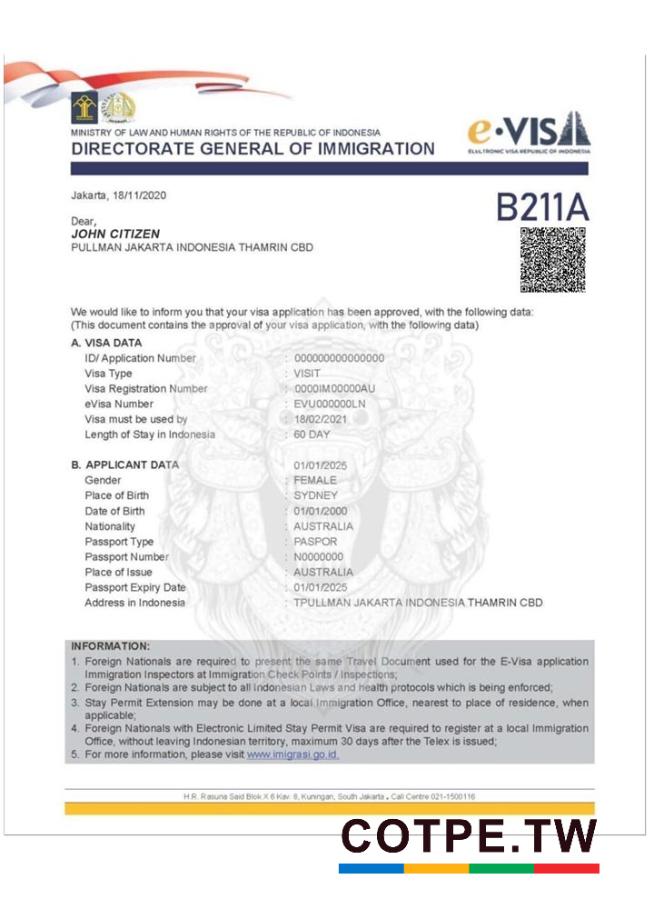 MINISTRY OF LAW AND HUMAN RIGHTS OF THE REPUBLIC OF INDONESIA
DIRECTORATE GENERAL OF IMMIGRATION
e-VISA
ELECTRONIC VISA REPUBLIC OF INDONESIA
Jakarta, 18/11/2020
B211A
Dear,
JOHN CITIZEN
PULLMAN JAKARTA INDONESIA THAMRIN CBD
We would like to inform you that your visa application has been approved, with the following data:
(This document contains the approval of your visa application, with the following data)
A. VISA DATA
ID/ Application Number : 000000000000000
Visa Type : VISIT
Visa Registration Number : 0000IM00000AU
eVisa Number : EVU000000LN
Visa must be used by : 18/02/2021
Length of Stay in Indonesia : 60 DAY
B. APPLICANT DATA 01/01/2025
Gender : FEMALE
Place of Birth : SYDNEY
Date of Birth : 01/01/2000
Nationality : AUSTRALIA
Passport Type : PASPOR
Passport Number : N0000000
Place of Issue : AUSTRALIA
Passport Expiry Date : 01/01/2025
Address in Indonesia : TPULLMAN JAKARTA INDONESIA THAMRIN CBD
INFORMATION:
1. Foreign Nationals are required to present the same Travel Document used for the E-Visa application
Immigration Inspectors at Immigration Check Points / Inspections;
2. Foreign Nationals are subject to all Indonesian Laws and health protocols which is being enforced;
3. Stay Permit Extension may be done at a local Immigration Office, nearest to place of residence, when
applicable;
4. Foreign Nationals with Electronic Limited Stay Permit Visa are required to register at a local Immigration
Office, without leaving Indonesian territory, maximum 30 days after the Telex is issued;
5. For more information, please visit www.imigrasi.go.id.
H.R. Rasuna Said Blok X 6 Kav. 8, Kuningan, South Jakarta . Call Centre 021-1500116
COTPE.TW